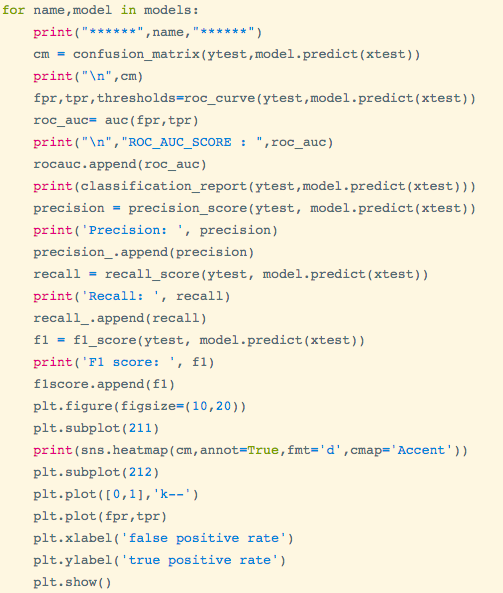 for name,model in models:
    print("******",name,"******")
    cm = confusion_matrix(ytest,model.predict(xtest))
    print("\n",cm)
    fpr,tpr,thresholds=roc_curve(ytest,model.predict(xtest))
    roc_auc= auc(fpr,tpr)
    print("\n","ROC_AUC_SCORE : ",roc_auc)
    rocauc.append(roc_auc)
    print(classification_report(ytest,model.predict(xtest)))
    precision = precision_score(ytest, model.predict(xtest))
    print('Precision: ', precision)
    precision_.append(precision)
    recall = recall_score(ytest, model.predict(xtest))
    print('Recall: ', recall)
    recall_.append(recall)
    f1 = f1_score(ytest, model.predict(xtest))
    print('F1 score: ', f1)
    f1score.append(f1)
    plt.figure(figsize=(10,20))
    plt.subplot(211)
    print(sns.heatmap(cm,annot=True,fmt='d',cmap='Accent'))
    plt.subplot(212)
    plt.plot([0,1],'k--')
    plt.plot(fpr,tpr)
    plt.xlabel('false positive rate')
    plt.ylabel('true positive rate')
    plt.show()